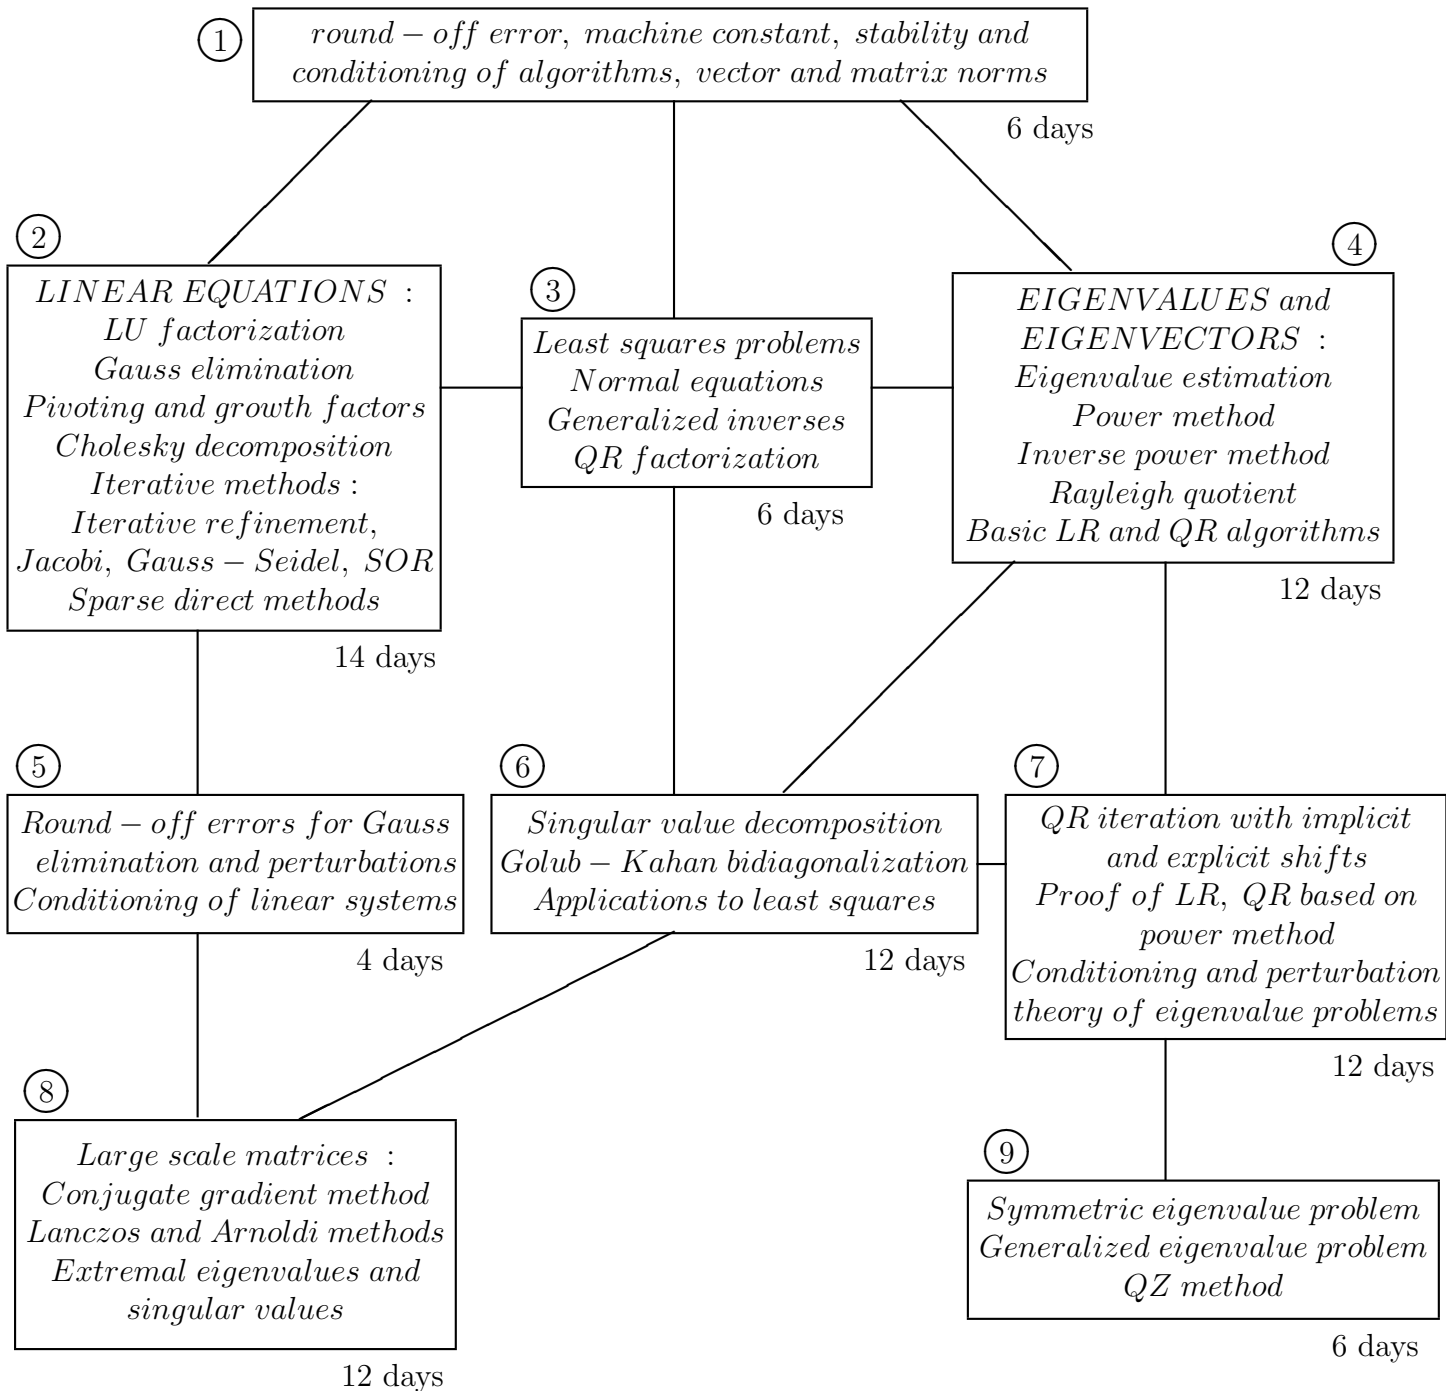 1
round – off error, machine constant, stability and
conditioning of algorithms, vector and matrix norms
6 days
2
LINEAR EQUATIONS :
LU factorization
Gauss elimination
Pivoting and growth factors
Cholesky decomposition
Iterative methods :
Iterative refinement,
Jacobi, Gauss – Seidel, SOR
Sparse direct methods
14 days
3
Least squares problems
Normal equations
Generalized inverses
QR factorization
6 days
4
EIGENVALUES and
EIGENVECTORS :
Eigenvalue estimation
Power method
Inverse power method
Rayleigh quotient
Basic LR and QR algorithms
12 days
5
Round – off errors for Gauss
elimination and perturbations
Conditioning of linear systems
4 days
6
Singular value decomposition
Golub – Kahan bidiagonalization
Applications to least squares
12 days
7
QR iteration with implicit
and explicit shifts
Proof of LR, QR based on
power method
Conditioning and perturbation
theory of eigenvalue problems
12 days
8
Large scale matrices :
Conjugate gradient method
Lanczos and Arnoldi methods
Extremal eigenvalues and
singular values
12 days
9
Symmetric eigenvalue problem
Generalized eigenvalue problem
QZ method
6 days